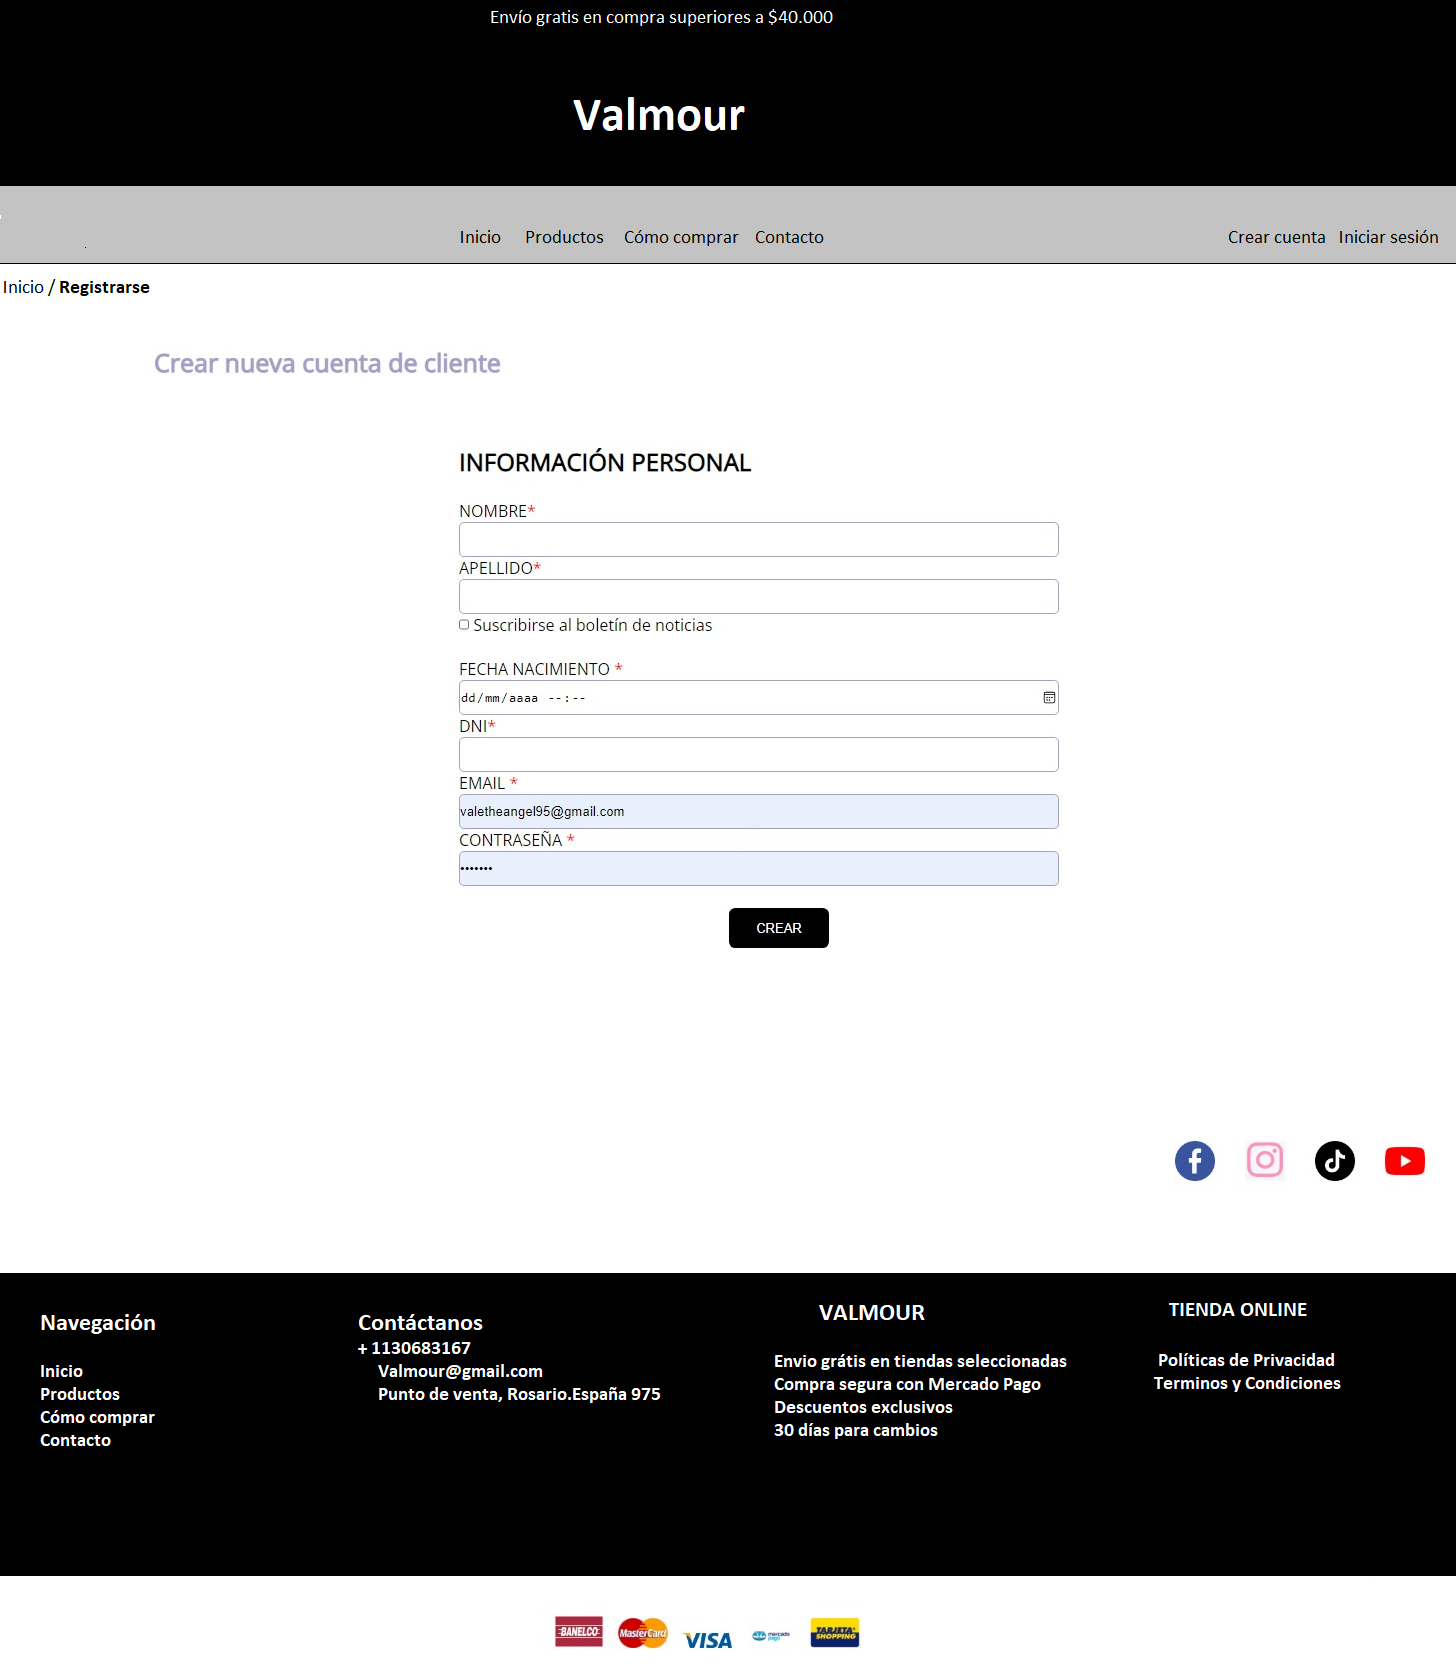 Envío gratis en compra superiores a $40.000
Valmour
Inicio Productos Cómo comprar Contacto Crear cuenta Iniciar sesión
Inicio / Registrarse
Crear nueva cuenta de cliente
INFORMACIÓN PERSONAL
NOMBRE*
APELLIDO*
Suscribirse al boletín de noticias
FECHA NACIMIENTO *
dd/mm/aaaa --:--
DNI*
EMAIL *
valetheangel95@gmail.com
CONTRASEÑA *
•••••••
CREAR
Navegación
Inicio
Productos
Cómo comprar
Contacto
Contáctanos
+ 1130683167
Valmour@gmail.com
Punto de venta, Rosario.España 975
VALMOUR
Envio grátis en tiendas seleccionadas
Compra segura con Mercado Pago
Descuentos exclusivos
30 días para cambios
TIENDA ONLINE
Políticas de Privacidad
Terminos y Condiciones
BANELCO
MasterCard
VISA
mercado
pago
TARJETA
SHOPPING